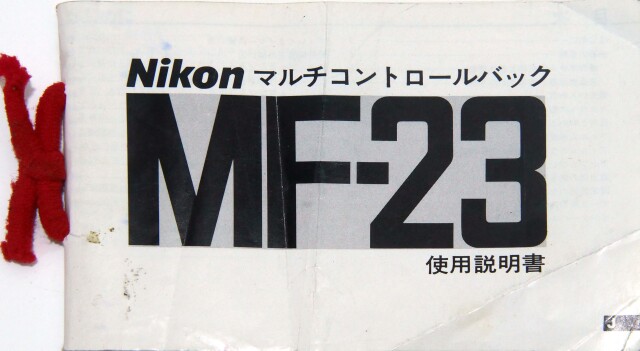 Nikon マルチコントロールバック
MF-23
使用説明書
J